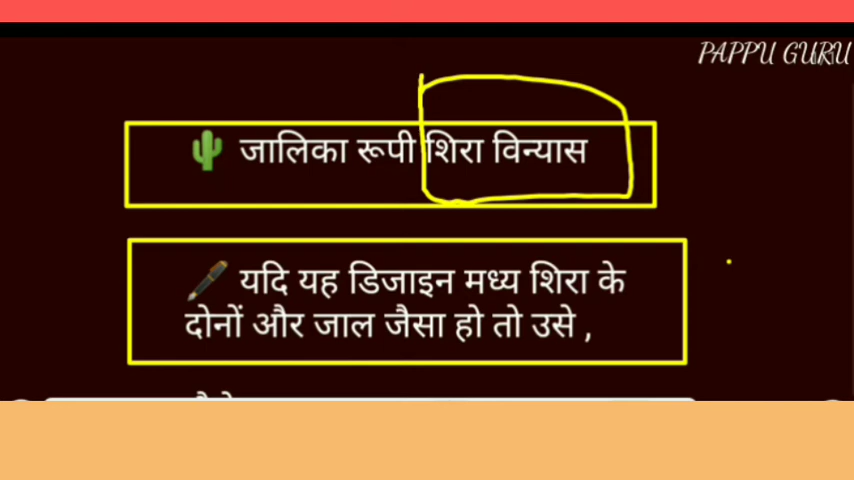 PAPPU GURU
🌵 जालिका रूपी शिरा विन्यास
🖋️ यदि यह डिजाइन मध्य शिरा के
दोनों और जाल जैसा हो तो उसे ,